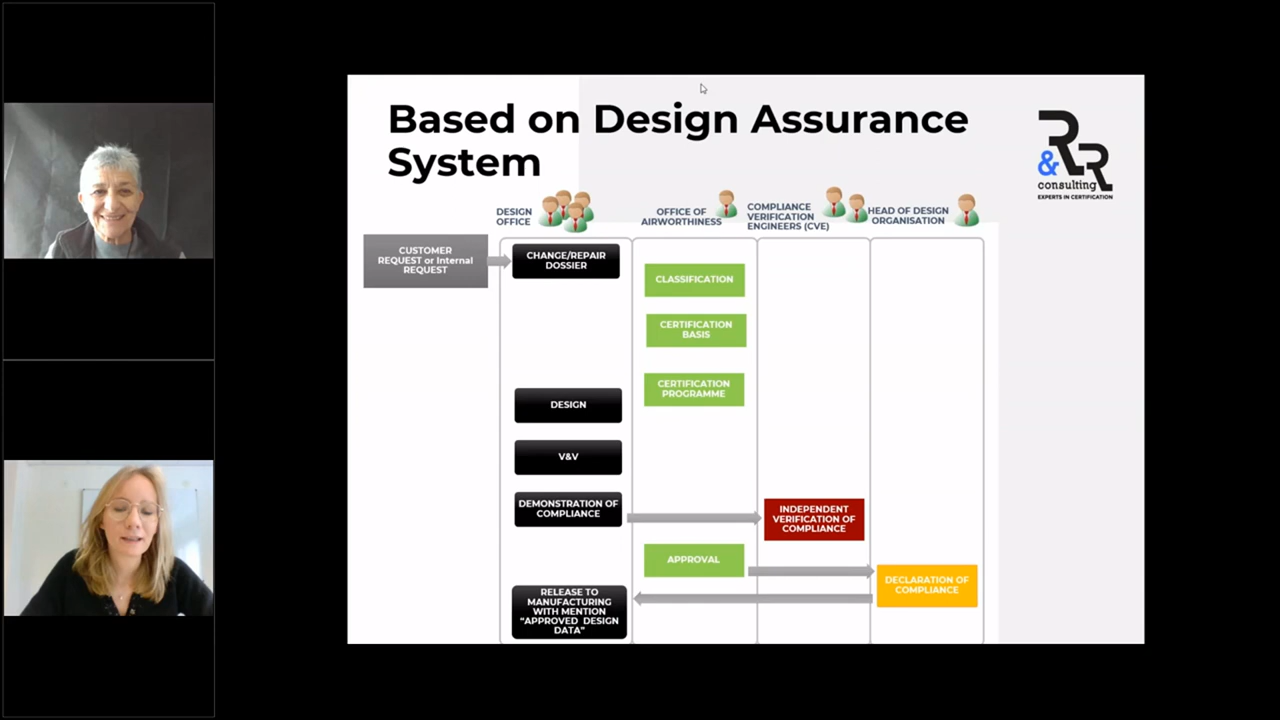 Based on Design Assurance
System
R
&R
consulting
EXPERTS IN CERTIFICATION
DESIGN
OFFICE
OFFICE OF
AIRWORTHINESS
COMPLIANCE
VERIFICATION
ENGINEERS (CVE)
HEAD OF DESIGN
ORGANISATION
CUSTOMER
REQUEST or Internal
REQUEST
CHANGE/REPAIR
DOSSIER
CLASSIFICATION
CERTIFICATION
BASIS
CERTIFICATION
PROGRAMME
DESIGN
V&V
DEMONSTRATION OF
COMPLIANCE
INDEPENDENT
VERIFICATION OF
COMPLIANCE
APPROVAL
DECLARATION OF
COMPLIANCE
RELEASE TO
MANUFACTURING
WITH MENTION
"APPROVED DESIGN
DATA"